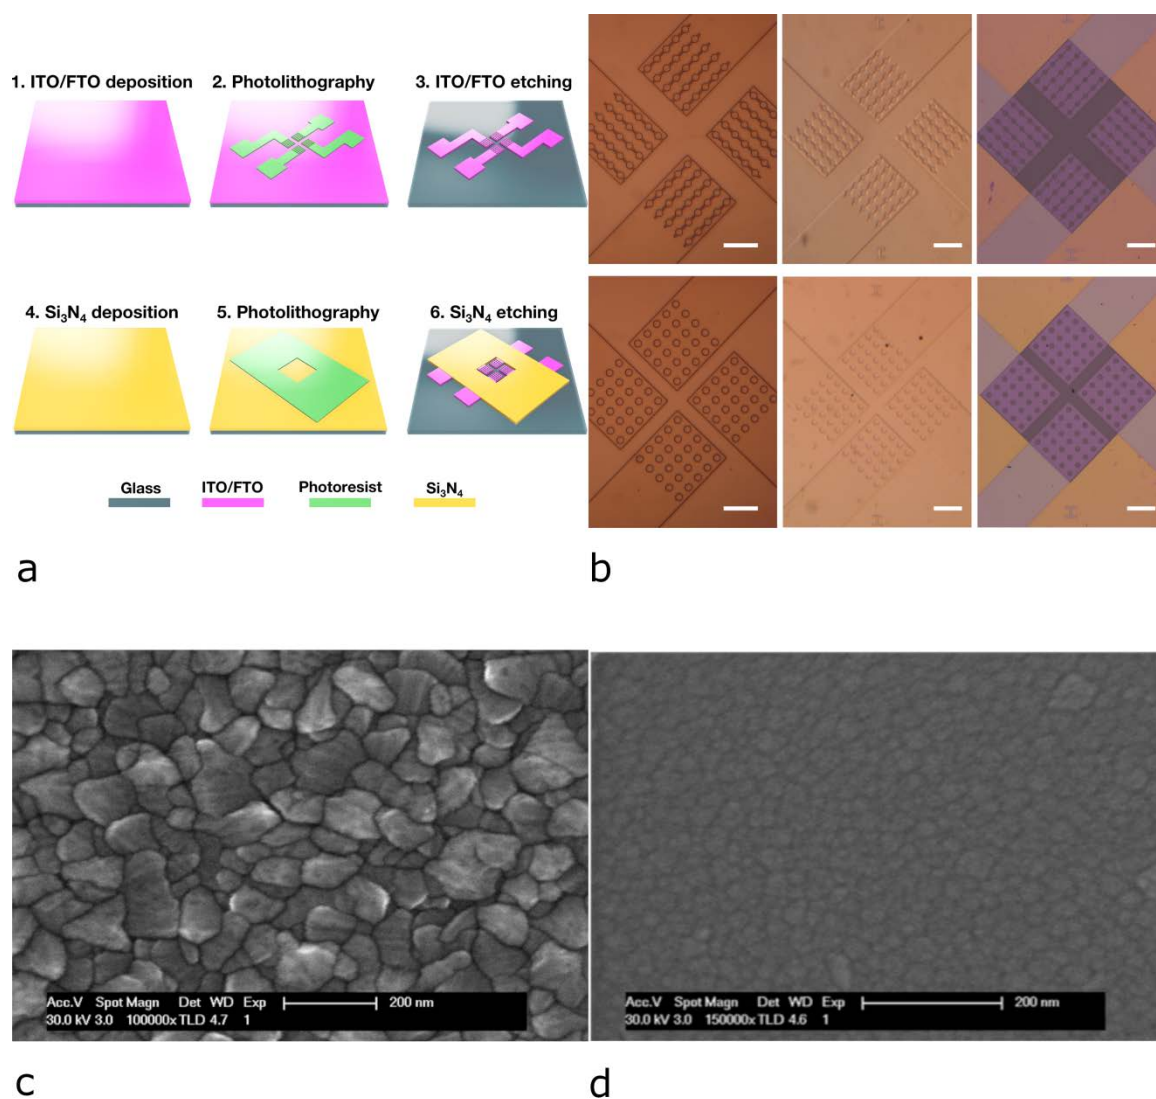 a
b
1. ITO/FTO deposition
2. Photolithography
3. ITO/FTO etching
4. Si₃N₄ deposition
5. Photolithography
6. Si₃N₄ etching
Glass
ITO/FTO
Photoresist
Si₃N₄
Acc.V Spot Magn Det WD Exp
200 nm
30.0 kV 3.0 100000x TLD 4.7 1
Acc.V Spot Magn Det WD Exp
200 nm
30.0 kV 3.0 150000x TLD 4.6 1
c
d